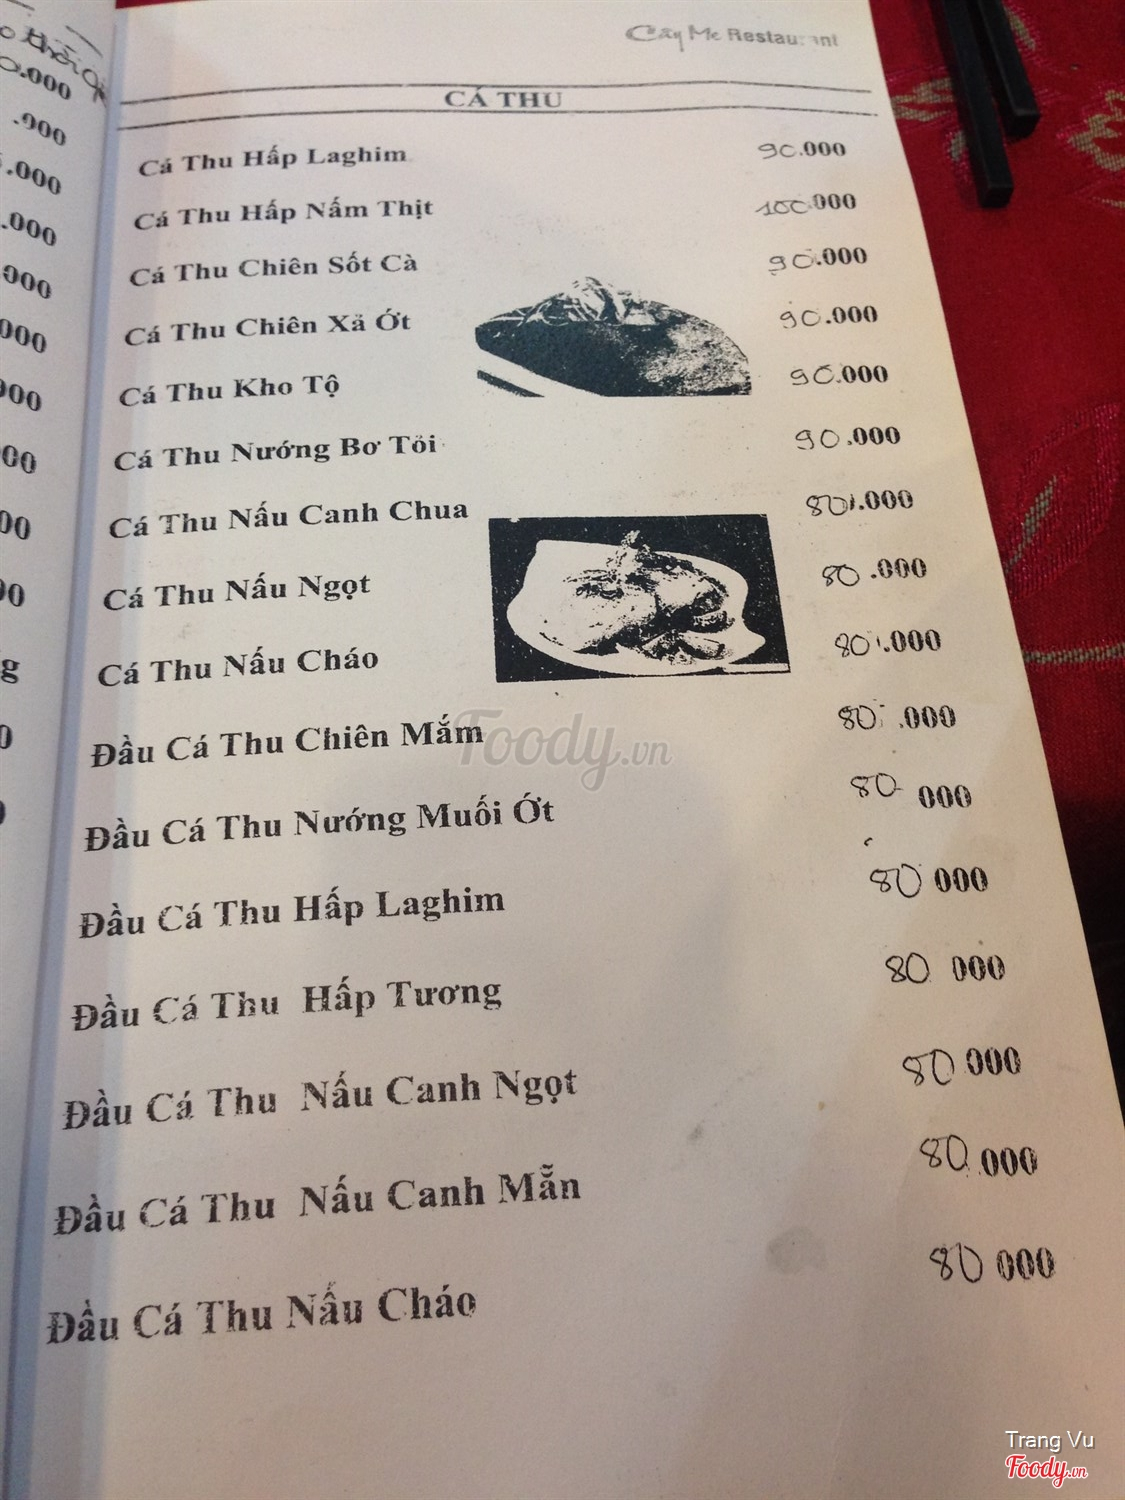 Cây Me Restaurant
CÁ THU
Cá Thu Hấp Laghim 90.000
Cá Thu Hấp Nấm Thịt 100.000
Cá Thu Chiên Sốt Cà 90.000
Cá Thu Chiên Xả Ớt 90.000
Cá Thu Kho Tộ 90.000
Cá Thu Nướng Bơ Tỏi 90.000
Cá Thu Nấu Canh Chua 80.000
Cá Thu Nấu Ngọt 80.000
Cá Thu Nấu Cháo 80.000
Đầu Cá Thu Chiên Mắm 80.000
Đầu Cá Thu Nướng Muối Ớt 80 000
Đầu Cá Thu Hấp Laghim 80 000
Đầu Cá Thu Hấp Tương 80 000
Đầu Cá Thu Nấu Canh Ngọt 80 000
Đầu Cá Thu Nấu Canh Mẵn 80.000
Đầu Cá Thu Nấu Cháo 80 000
Foody.vn
Trang Vu
Foody.vn